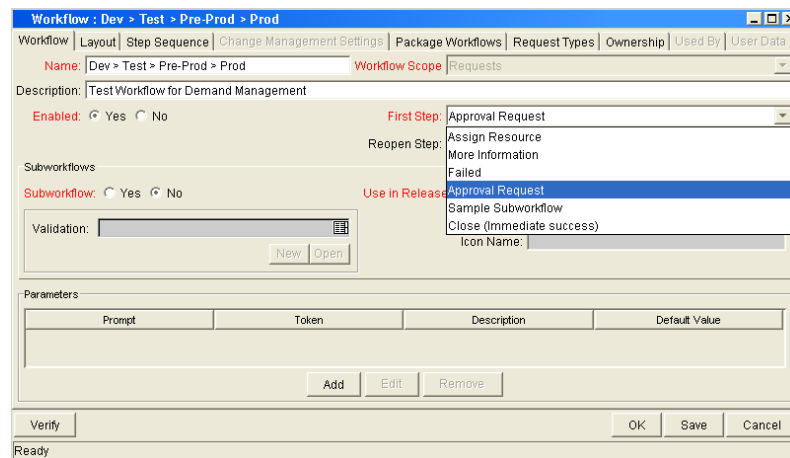 Workflow : Dev > Test > Pre-Prod > Prod
Workflow Layout Step Sequence Change Management Settings Package Workflows Request Types Ownership Used By User Data
Name: Dev > Test > Pre-Prod > Prod Workflow Scope Requests
Description: Test Workflow for Demand Management
Enabled: Yes No First Step: Approval Request
Reopen Step:
Assign Resource
More Information
Failed
Approval Request
Sample Subworkflow
Close (Immediate success)
Subworkflows
Subworkflow: Yes No Use in Release
Validation:
New Open
Icon Name:
Parameters
Prompt Token Description Default Value
Add Edit Remove
Verify OK Save Cancel
Ready